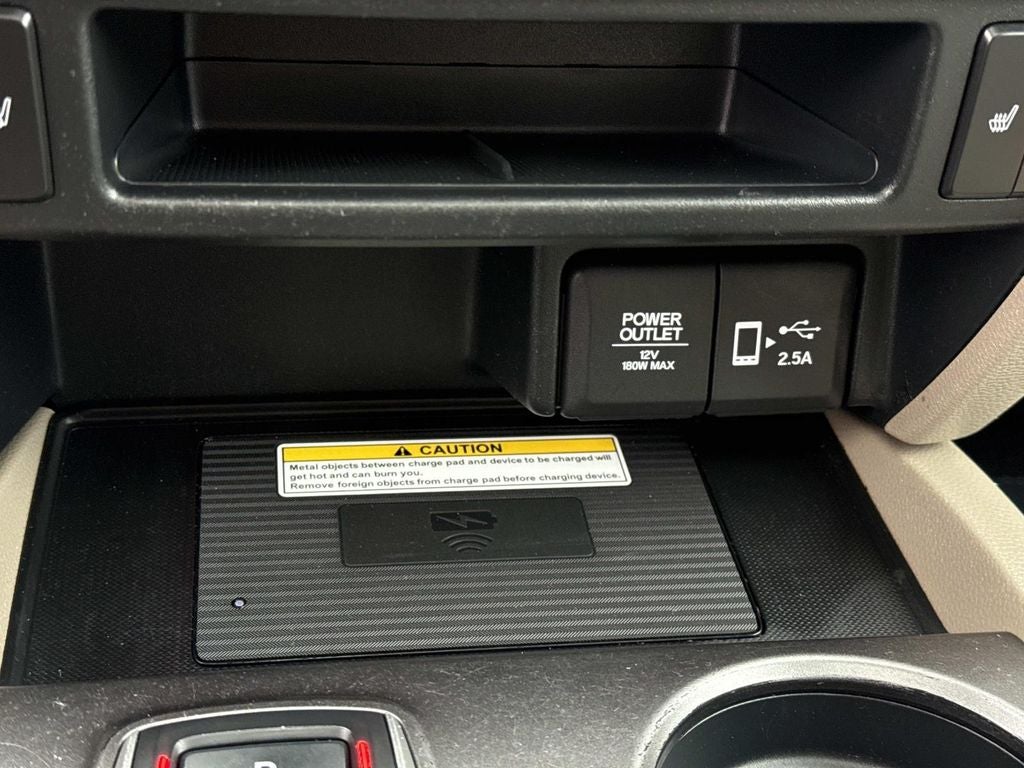 POWER
OUTLET
12V
180W MAX
2.5A
CAUTION
Metal objects between charge pad and device to be charged will
get hot and can burn you.
Remove foreign objects from charge pad before charging device.
P